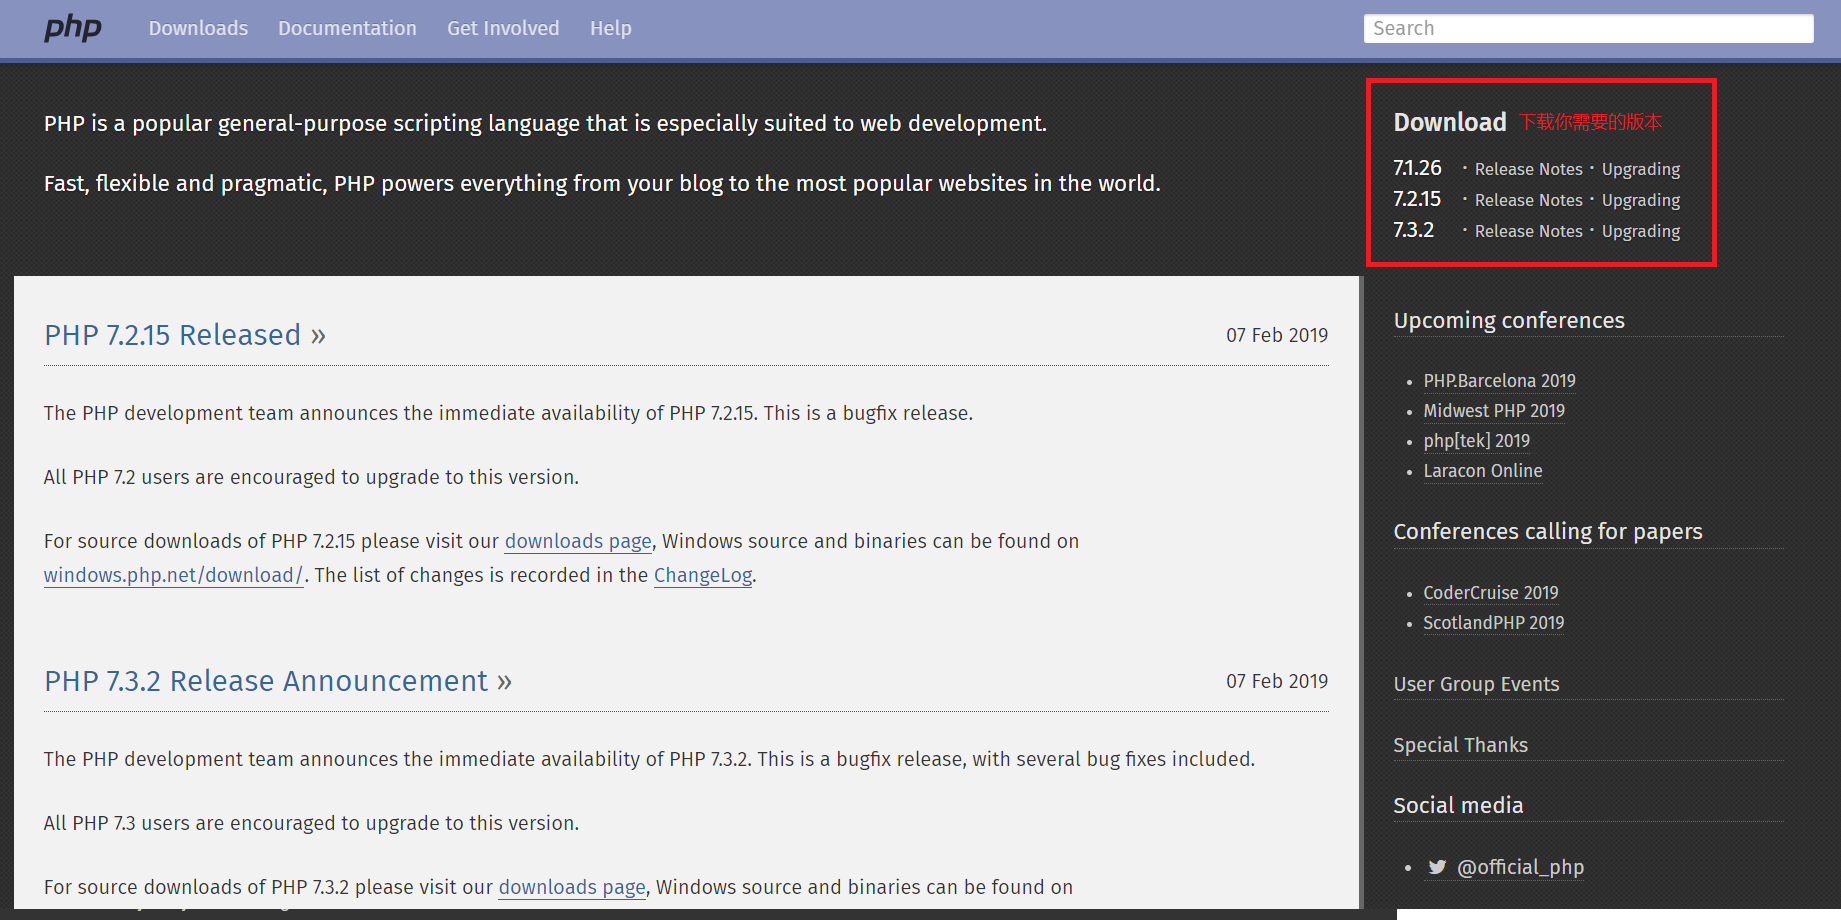 php Downloads Documentation Get Involved Help Search
PHP is a popular general-purpose scripting language that is especially suited to web development.
Fast, flexible and pragmatic, PHP powers everything from your blog to the most popular websites in the world.
Download 下载你需要的版本
7.1.26 · Release Notes · Upgrading
7.2.15 · Release Notes · Upgrading
7.3.2 · Release Notes · Upgrading
PHP 7.2.15 Released » 07 Feb 2019
The PHP development team announces the immediate availability of PHP 7.2.15. This is a bugfix release.
All PHP 7.2 users are encouraged to upgrade to this version.
For source downloads of PHP 7.2.15 please visit our downloads page, Windows source and binaries can be found on
windows.php.net/download/. The list of changes is recorded in the ChangeLog.
PHP 7.3.2 Release Announcement » 07 Feb 2019
The PHP development team announces the immediate availability of PHP 7.3.2. This is a bugfix release, with several bug fixes included.
All PHP 7.3 users are encouraged to upgrade to this version.
For source downloads of PHP 7.3.2 please visit our downloads page, Windows source and binaries can be found on
Upcoming conferences
• PHP.Barcelona 2019
• Midwest PHP 2019
• php[tek] 2019
• Laracon Online
Conferences calling for papers
• CoderCruise 2019
• ScotlandPHP 2019
User Group Events
Special Thanks
Social media
• @official_php